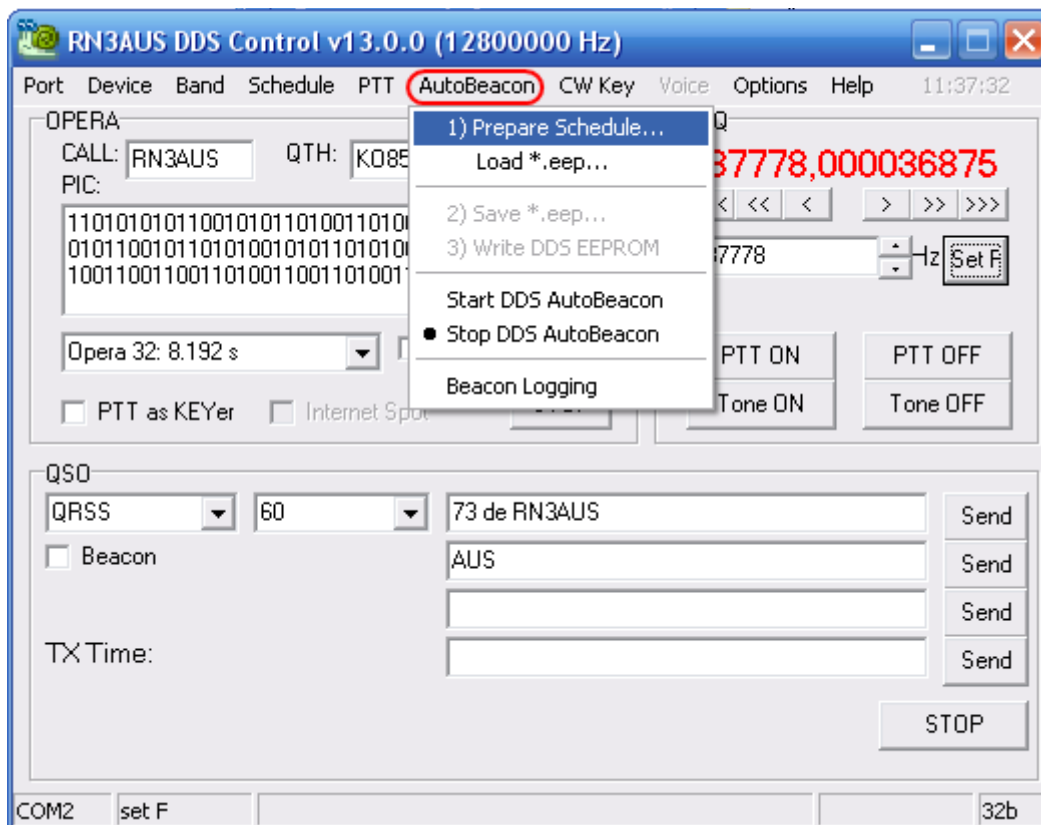 RN3AUS DDS Control v13.0.0 (12800000 Hz)
Port Device Band Schedule PTT AutoBeacon CW Key Voice Options Help 11:37:32
OPERA
CALL: RN3AUS QTH: KO85
PIC:
1) Prepare Schedule...
Load *.eep...
2) Save *.eep...
3) Write DDS EEPROM
Start DDS AutoBeacon
Stop DDS AutoBeacon
Beacon Logging
Q
37778,000036875
< << < > >> >>>
7778 Hz Set F
110101010110010101101001101010
010110010110101001010110101010
10011001100110100110011010011
Opera 32: 8.192 s
PTT as KEYer Internet Spot STOP
PTT ON PTT OFF
Tone ON Tone OFF
QSO
QRSS 60 73 de RN3AUS Send
Beacon AUS Send
Send
TX Time: Send
STOP
COM2 set F 32b